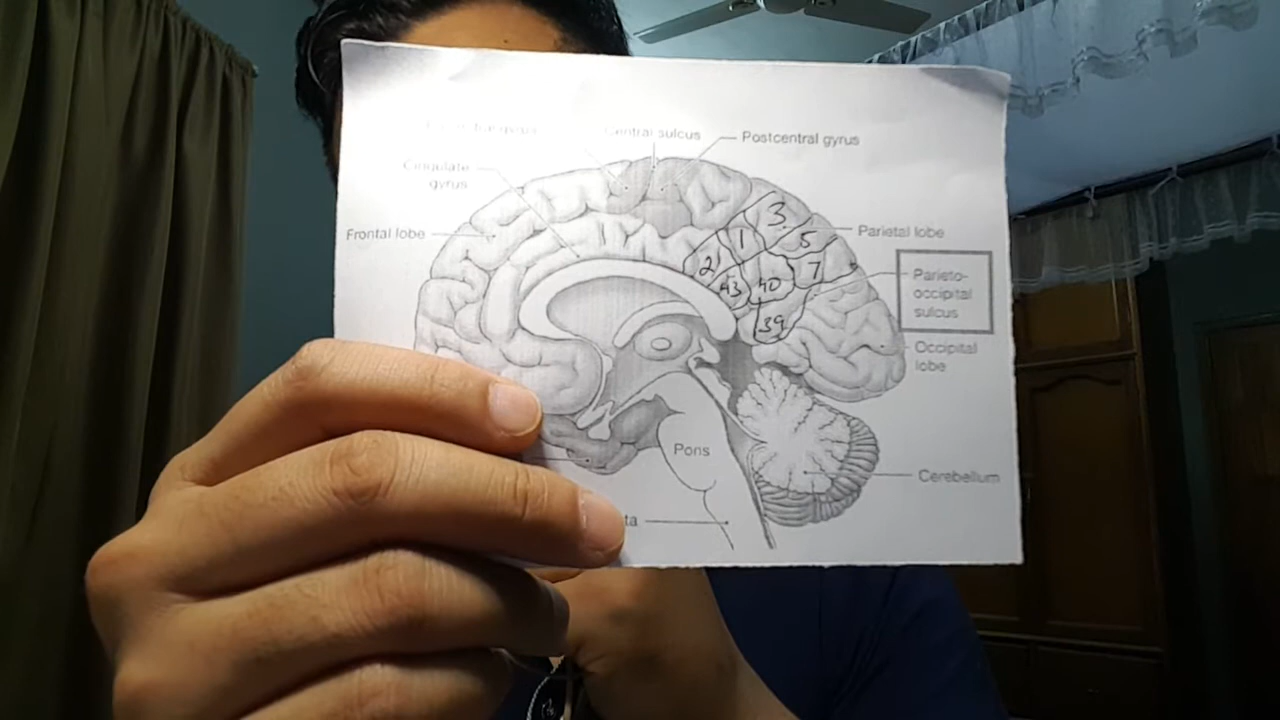 Central sulcus
Postcentral gyrus
Cingulate
gyrus
Frontal lobe
Parietal lobe
3
1
5
2
7
43
40
39
Parieto-
occipital
sulcus
Occipital
lobe
Pons
Cerebellum
ta